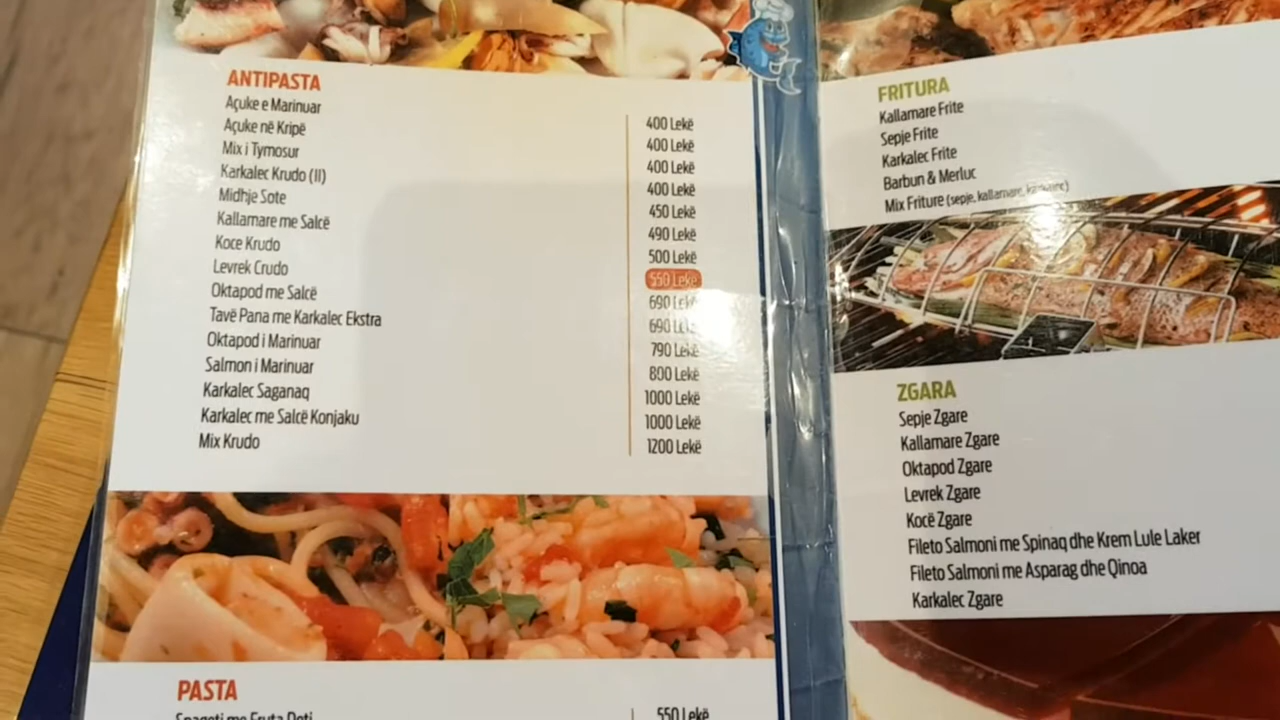 ANTIPASTA
Açuke e Marinuar 400 Lekë
Açuke në Kripë 400 Lekë
Mix i Tymosur 400 Lekë
Karkalec Krudo (II) 400 Lekë
Midhje Sote 450 Lekë
Kallamare me Salcë 490 Lekë
Koce Krudo 500 Lekë
Levrek Crudo 550 Lekë
Oktapod me Salcë 690 Lekë
Tavë Pana me Karkalec Ekstra 690 Lekë
Oktapod i Marinuar 790 Lekë
Salmon i Marinuar 800 Lekë
Karkalec Saganaq 1000 Lekë
Karkalec me Salcë Konjaku 1000 Lekë
Mix Krudo 1200 Lekë
PASTA
Spageti me Fruta Deti 550 Lekë
FRITURA
Kallamare Frite
Sepje Frite
Karkalec Frite
Barbun & Merluc
Mix Friture (sepje, kallamare, karkalec)
ZGARA
Sepje Zgare
Kallamare Zgare
Oktapod Zgare
Levrek Zgare
Kocë Zgare
Fileto Salmoni me Spinaq dhe Krem Lule Laker
Fileto Salmoni me Asparag dhe Qinoa
Karkalec Zgare